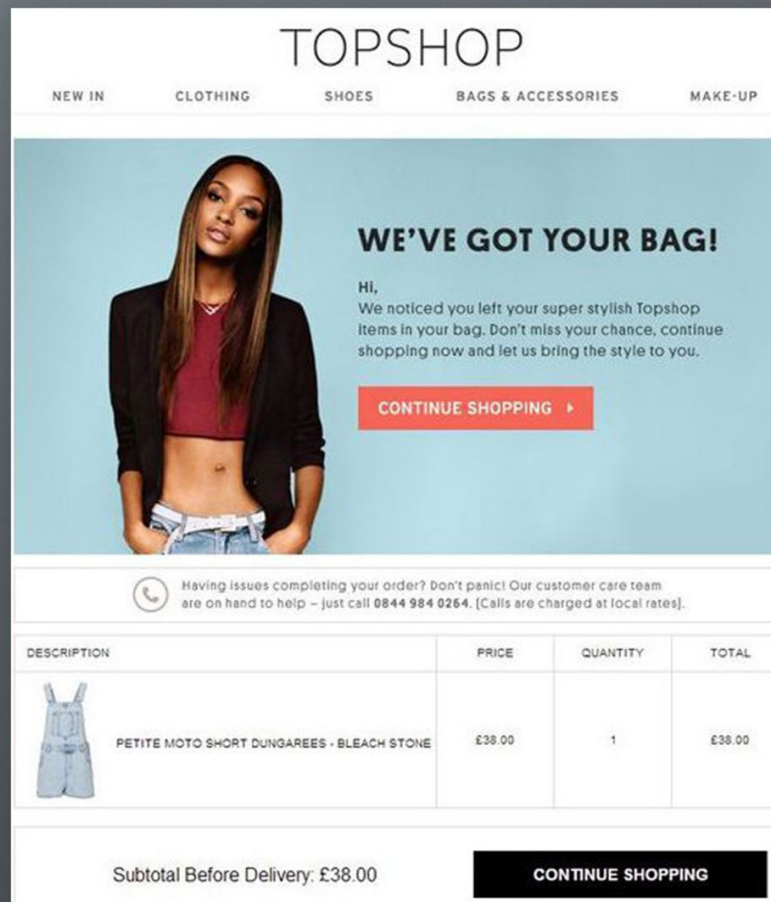 TOPSHOP
NEW IN CLOTHING SHOES BAGS & ACCESSORIES MAKE-UP
WE'VE GOT YOUR BAG!
Hi,
We noticed you left your super stylish Topshop
items in your bag. Don't miss your chance, continue
shopping now and let us bring the style to you.
CONTINUE SHOPPING
Having issues completing your order? Don't panic! Our customer care team
are on hand to help – just call 0844 984 0264. [Calls are charged at local rates].
DESCRIPTION PRICE QUANTITY TOTAL
PETITE MOTO SHORT DUNGAREES - BLEACH STONE £38.00 1 £38.00
Subtotal Before Delivery: £38.00 CONTINUE SHOPPING